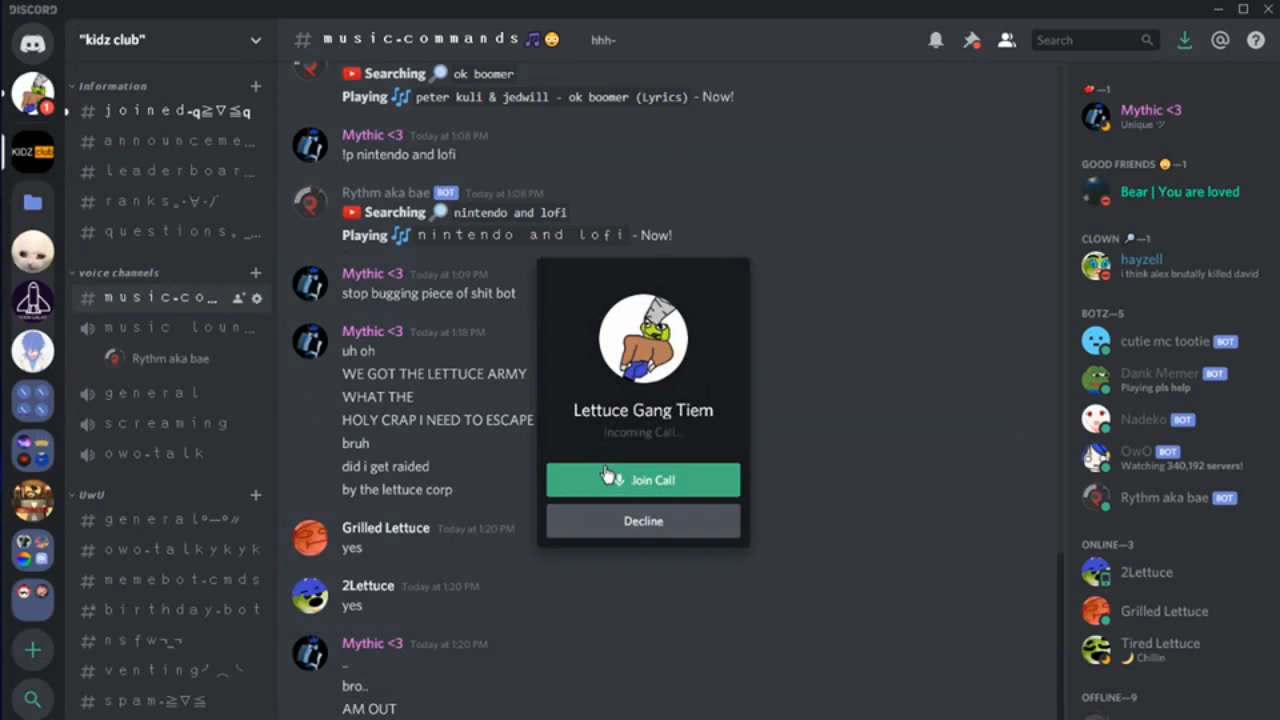 DISCORD
"kidz club"
Information
joined-q≧▽≦q
announceme...
leaderboar...
ranks｡･∀･ﾉﾞ
questions｡_...
voice channels
music-co...
music loun...
Rythm aka bae
general
screaming
owo-talk
UwU
general°—°〃
owo-talkykyk
memebot-cmds
birthday-bot
nsfw¬_¬
venting╯︿╰
spam-≧▽≦
1
KIDZ club
music-commands🎵😳
hhh-
Search
Searching 🔎 ok boomer
Playing 🎶 peter kuli & jedwill - ok boomer (Lyrics) - Now!
Mythic <3 Today at 1:08 PM
!p nintendo and lofi
Rythm aka bae BOT Today at 1:08 PM
Searching 🔎 nintendo and lofi
Playing 🎶 nintendo and lofi - Now!
Mythic <3 Today at 1:09 PM
stop bugging piece of shit bot
Mythic <3 Today at 1:18 PM
uh oh
WE GOT THE LETTUCE ARMY
WHAT THE
HOLY CRAP I NEED TO ESCAPE
bruh
did i get raided
by the lettuce corp
Grilled Lettuce Today at 1:20 PM
yes
2Lettuce Today at 1:20 PM
yes
Mythic <3 Today at 1:20 PM
..
bro..
AM OUT
Lettuce Gang Tiem
Incoming Call...
Join Call
Decline
—1
Mythic <3
Unique ツ
GOOD FRIENDS 😳—1
Bear | You are loved
CLOWN 🔎—1
hayzell
i think alex brutally killed david
BOTZ—5
cutie mc tootie BOT
Dank Memer BOT
Playing pls help
Nadeko BOT
OwO BOT
Watching 340,192 servers!
Rythm aka bae BOT
ONLINE—3
2Lettuce
Grilled Lettuce
Tired Lettuce
🌙 Chillin
OFFLINE—9